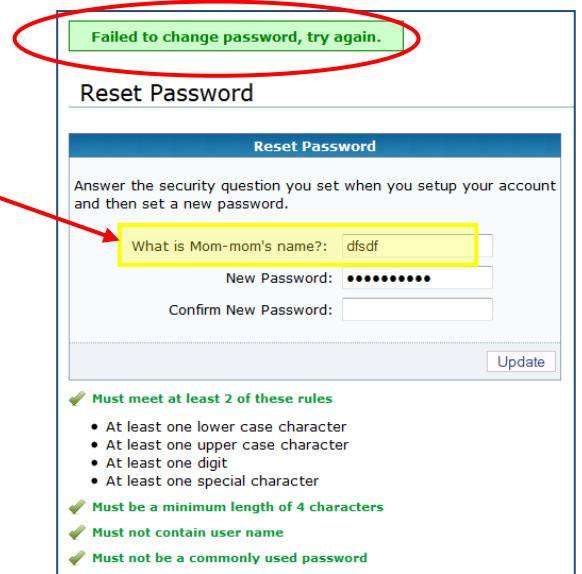 Failed to change password, try again.
Reset Password
Reset Password
Answer the security question you set when you setup your account
and then set a new password.
What is Mom-mom's name?: dfsdf
New Password: ●●●●●●●●●●
Confirm New Password:
Update
Must meet at least 2 of these rules
• At least one lower case character
• At least one upper case character
• At least one digit
• At least one special character
Must be a minimum length of 4 characters
Must not contain user name
Must not be a commonly used password